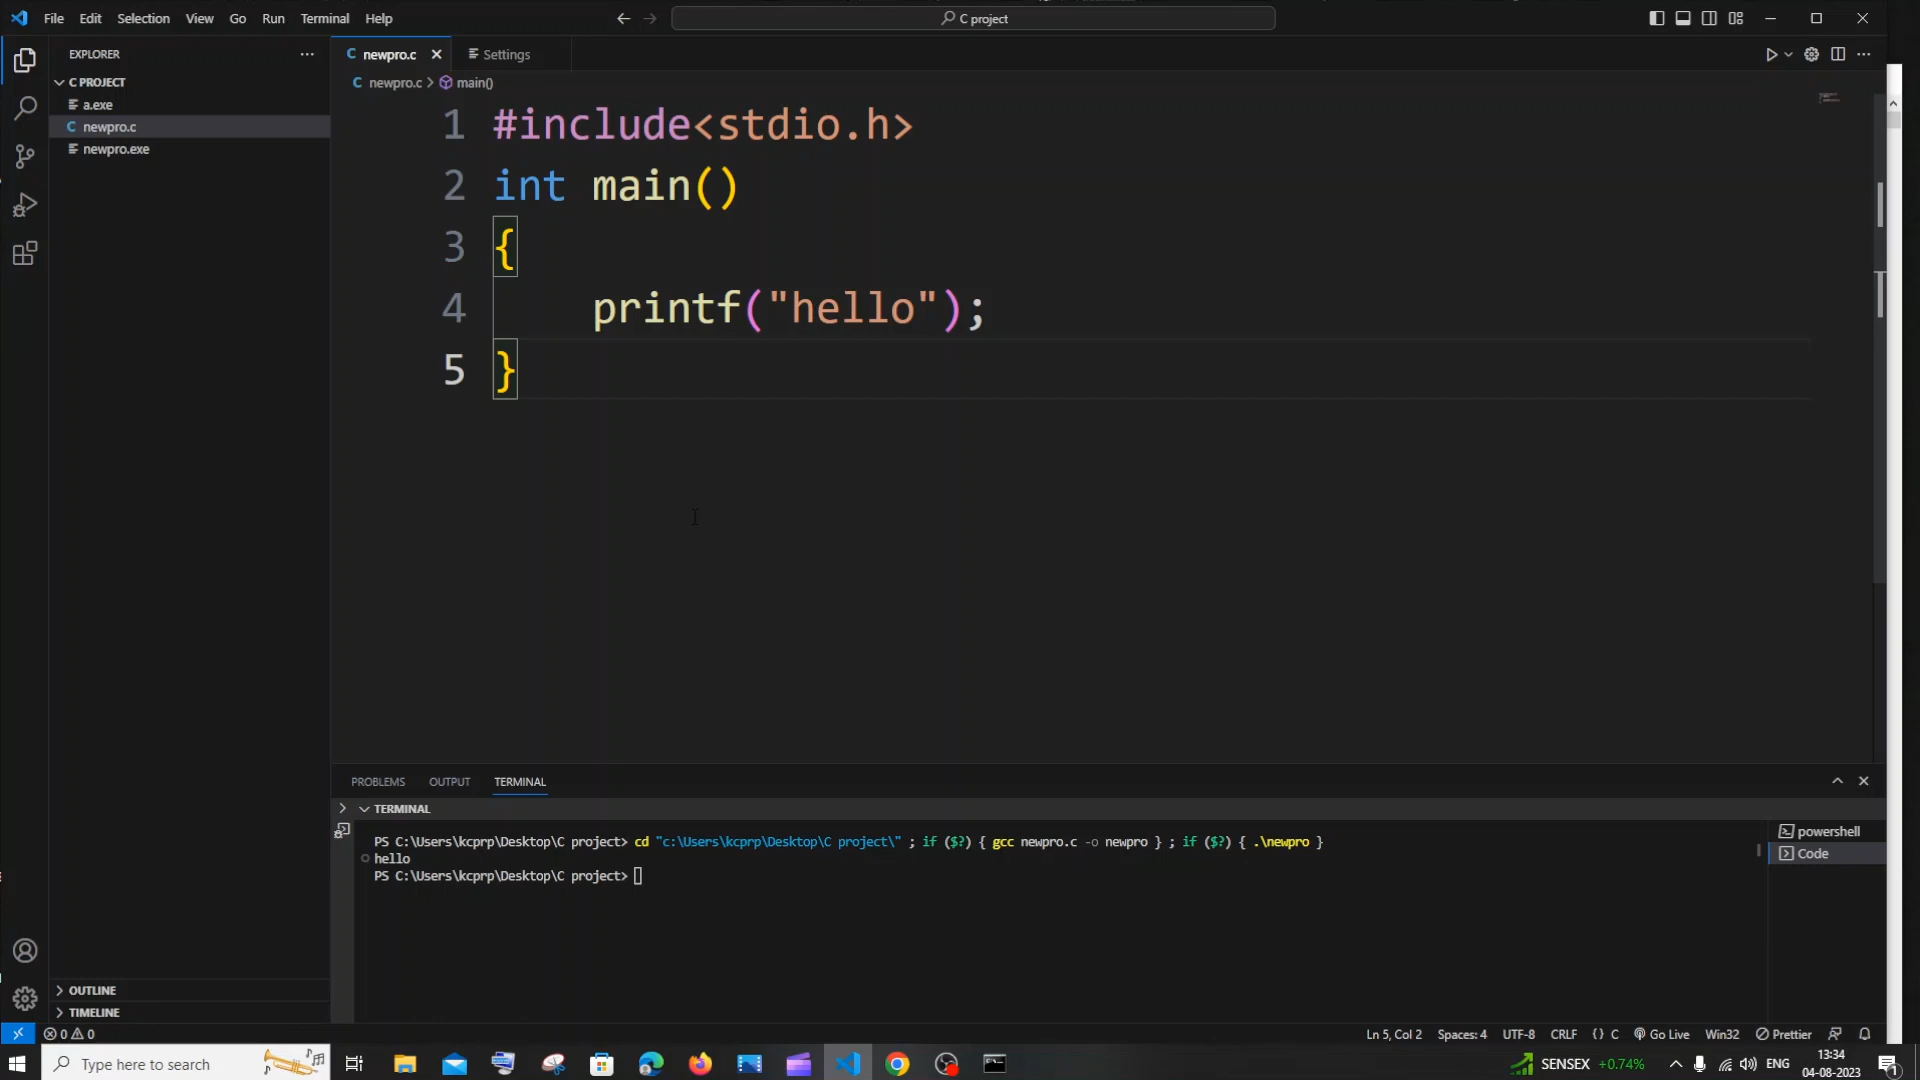 File Edit Selection View Go Run Terminal Help
C project
EXPLORER
C PROJECT
a.exe
C newpro.c
newpro.exe
C newpro.c
Settings
C newpro.c > main()
1 #include<stdio.h>
2 int main()
3 {
4 printf("hello");
5 }
PROBLEMS OUTPUT TERMINAL
TERMINAL
PS C:\Users\kcprp\Desktop\C project> cd "c:\Users\kcprp\Desktop\C project\" ; if ($?) { gcc newpro.c -o newpro } ; if ($?) { .\newpro }
hello
PS C:\Users\kcprp\Desktop\C project>
powershell
Code
OUTLINE
TIMELINE
0 0
Ln 5, Col 2 Spaces: 4 UTF-8 CRLF {} C Go Live Win32 Prettier
Type here to search
SENSEX +0.74%
ENG
13:34
04-08-2023
1